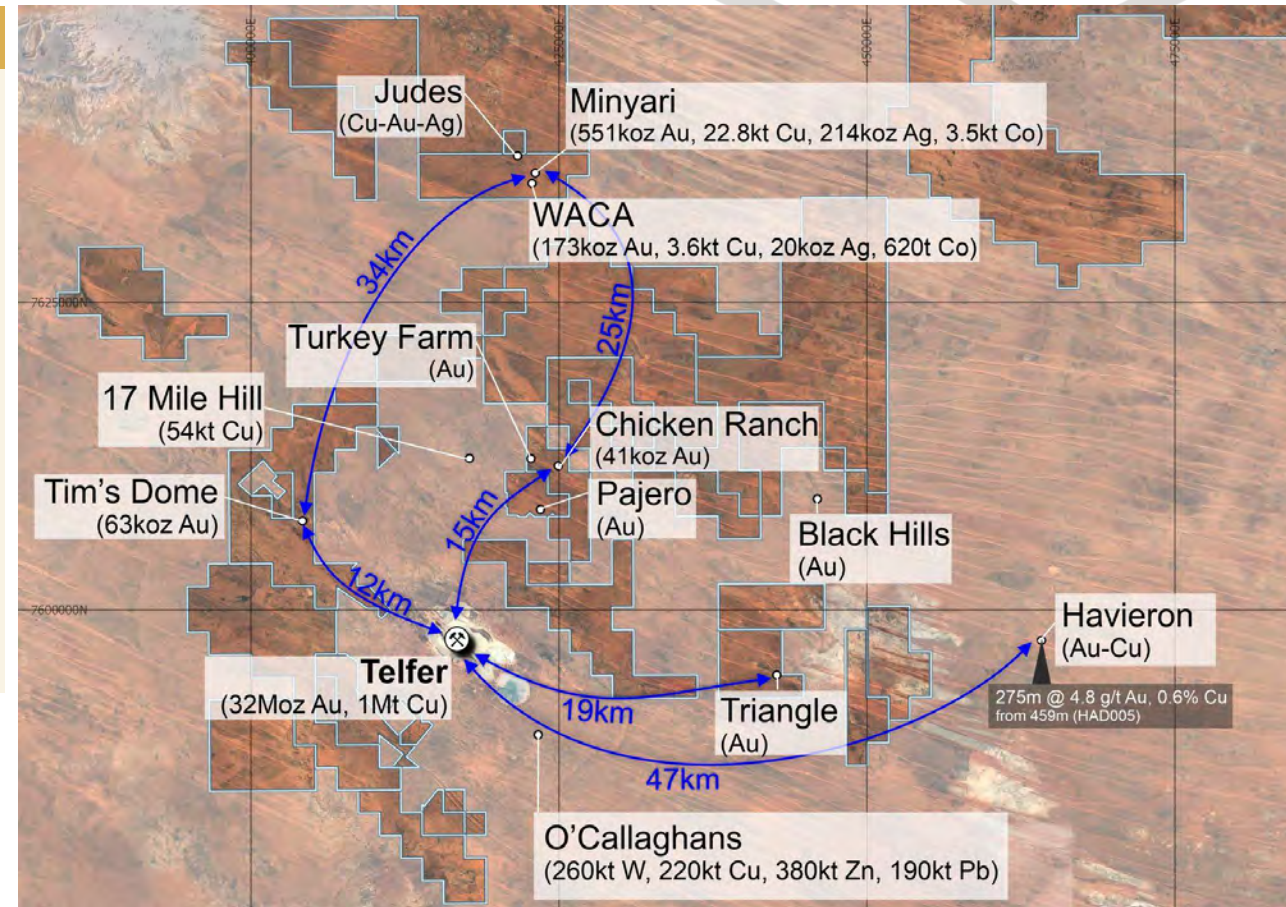 400000E
425000E
450000E
475000E
Judes
(Cu-Au-Ag)
Minyari
(551koz Au, 22.8kt Cu, 214koz Ag, 3.5kt Co)
WACA
(173koz Au, 3.6kt Cu, 20koz Ag, 620t Co)
34km
25km
7625000N
Turkey Farm
(Au)
17 Mile Hill
(54kt Cu)
Chicken Ranch
(41koz Au)
Tim's Dome
(63koz Au)
Pajero
(Au)
15km
Black Hills
(Au)
12km
7600000N
Havieron
(Au-Cu)
Telfer
(32Moz Au, 1Mt Cu)
275m @ 4.8 g/t Au, 0.6% Cu
from 459m (HAD005)
19km
Triangle
(Au)
47km
O'Callaghans
(260kt W, 220kt Cu, 380kt Zn, 190kt Pb)